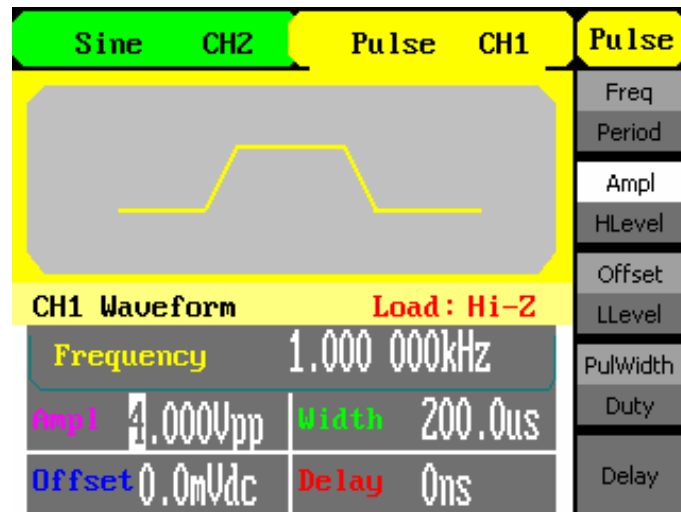 Sine CH2
Pulse CH1
Pulse
CH1 Waveform Load: Hi-Z
Frequency 1.000 000kHz
Ampl 4.000Vpp
Width 200.0us
Offset 0.0mVdc
Delay 0ns
Freq
Period
Ampl
HLevel
Offset
LLevel
PulWidth
Duty
Delay